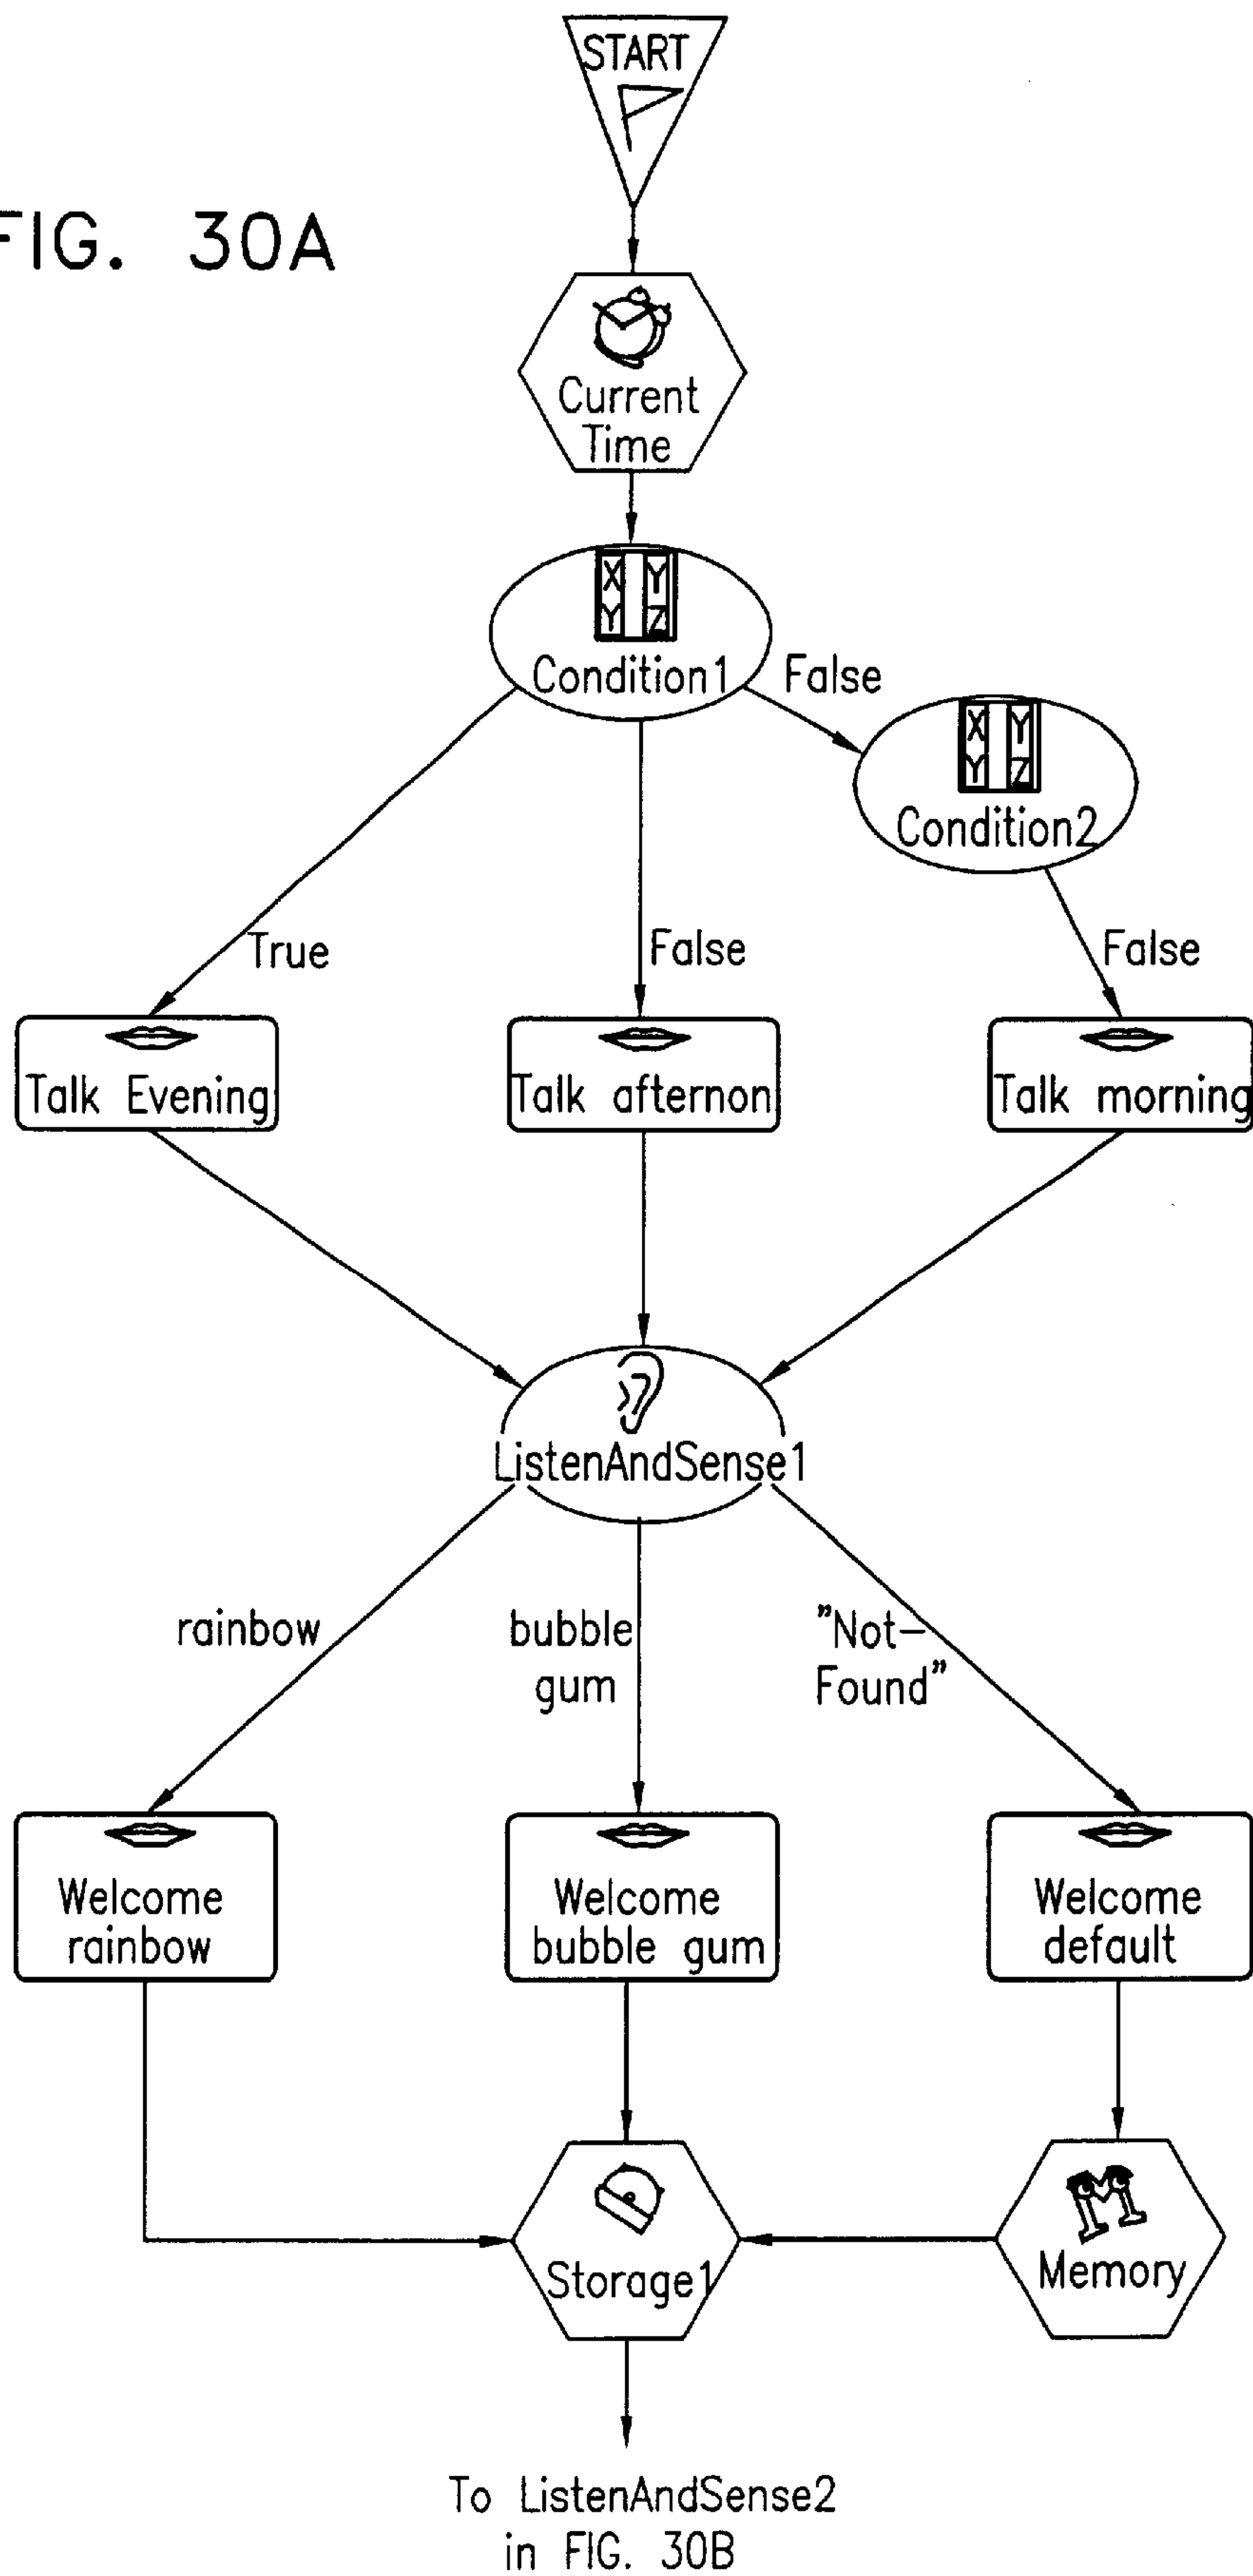 START
FIG. 30A
Current
Time
X Y
Y Z
Condition1
False
X Y
Y Z
Condition2
True
False
False
Talk Evening
Talk afternon
Talk morning
ListenAndSense1
rainbow
bubble
gum
"Not-
Found"
Welcome
rainbow
Welcome
bubble gum
Welcome
default
Storage1
Memory
To ListenAndSense2
in FIG. 30B